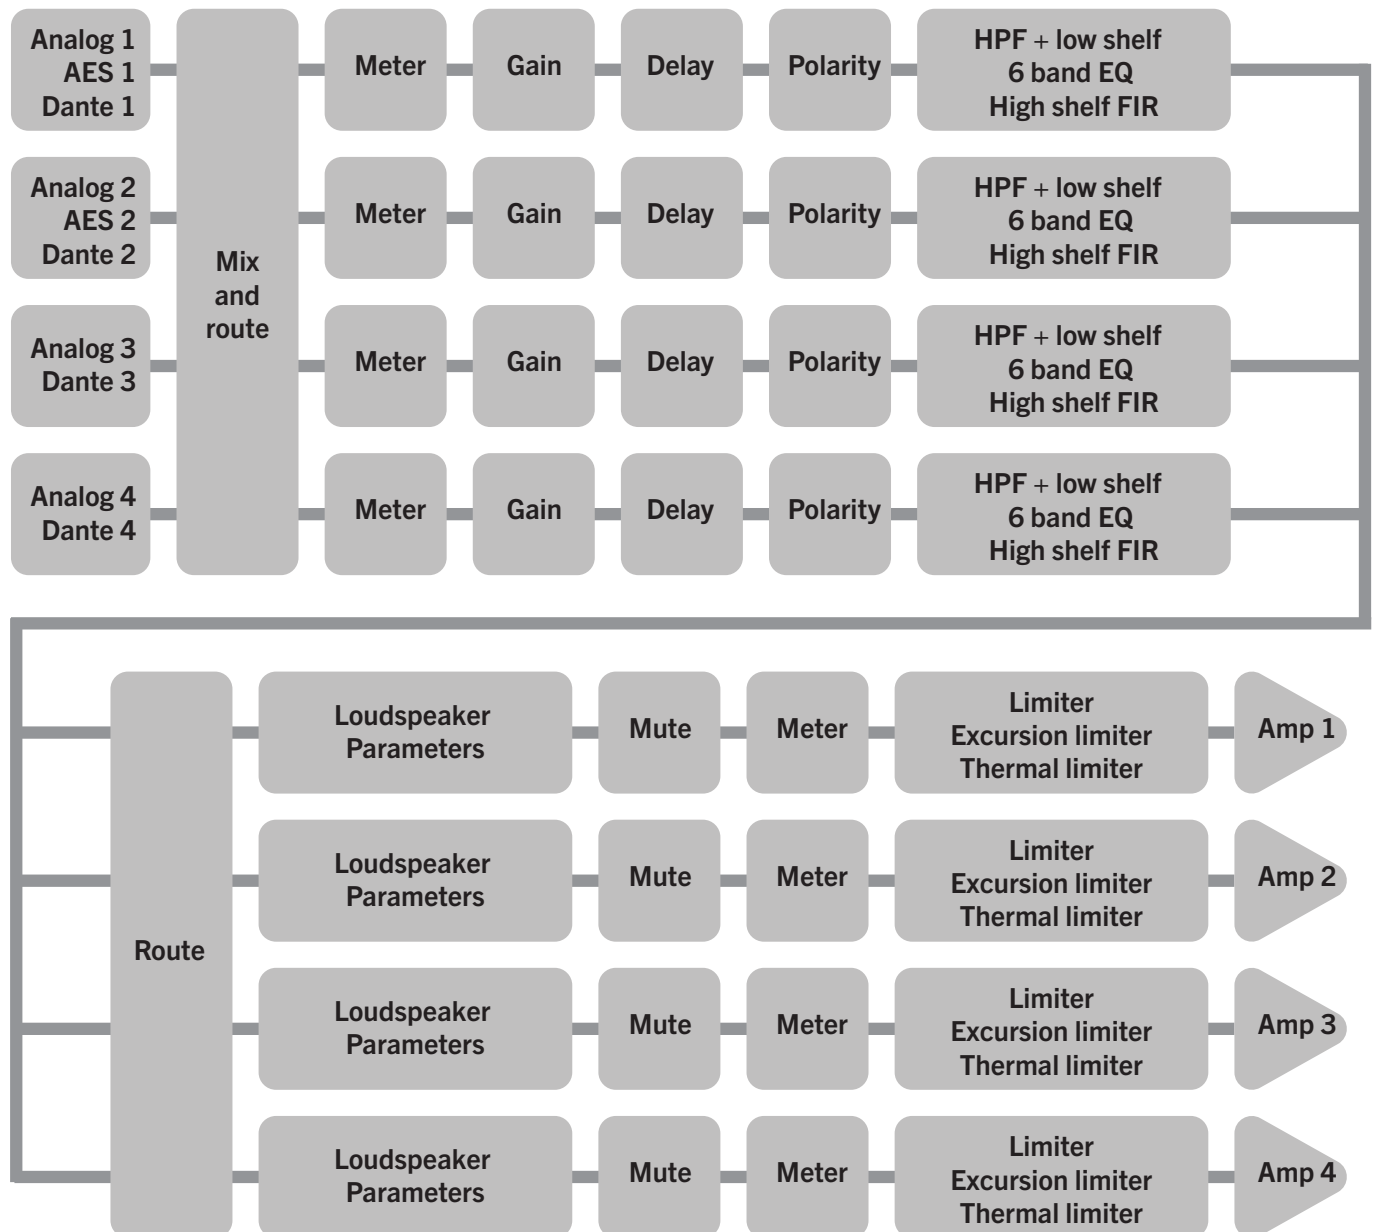 Analog 1
AES 1
Dante 1
Meter
Gain
Delay
Polarity
HPF + low shelf
6 band EQ
High shelf FIR
Analog 2
AES 2
Dante 2
Mix
and
route
Meter
Gain
Delay
Polarity
HPF + low shelf
6 band EQ
High shelf FIR
Analog 3
Dante 3
Meter
Gain
Delay
Polarity
HPF + low shelf
6 band EQ
High shelf FIR
Analog 4
Dante 4
Meter
Gain
Delay
Polarity
HPF + low shelf
6 band EQ
High shelf FIR
Route
Loudspeaker
Parameters
Mute
Meter
Limiter
Excursion limiter
Thermal limiter
Amp 1
Loudspeaker
Parameters
Mute
Meter
Limiter
Excursion limiter
Thermal limiter
Amp 2
Loudspeaker
Parameters
Mute
Meter
Limiter
Excursion limiter
Thermal limiter
Amp 3
Loudspeaker
Parameters
Mute
Meter
Limiter
Excursion limiter
Thermal limiter
Amp 4